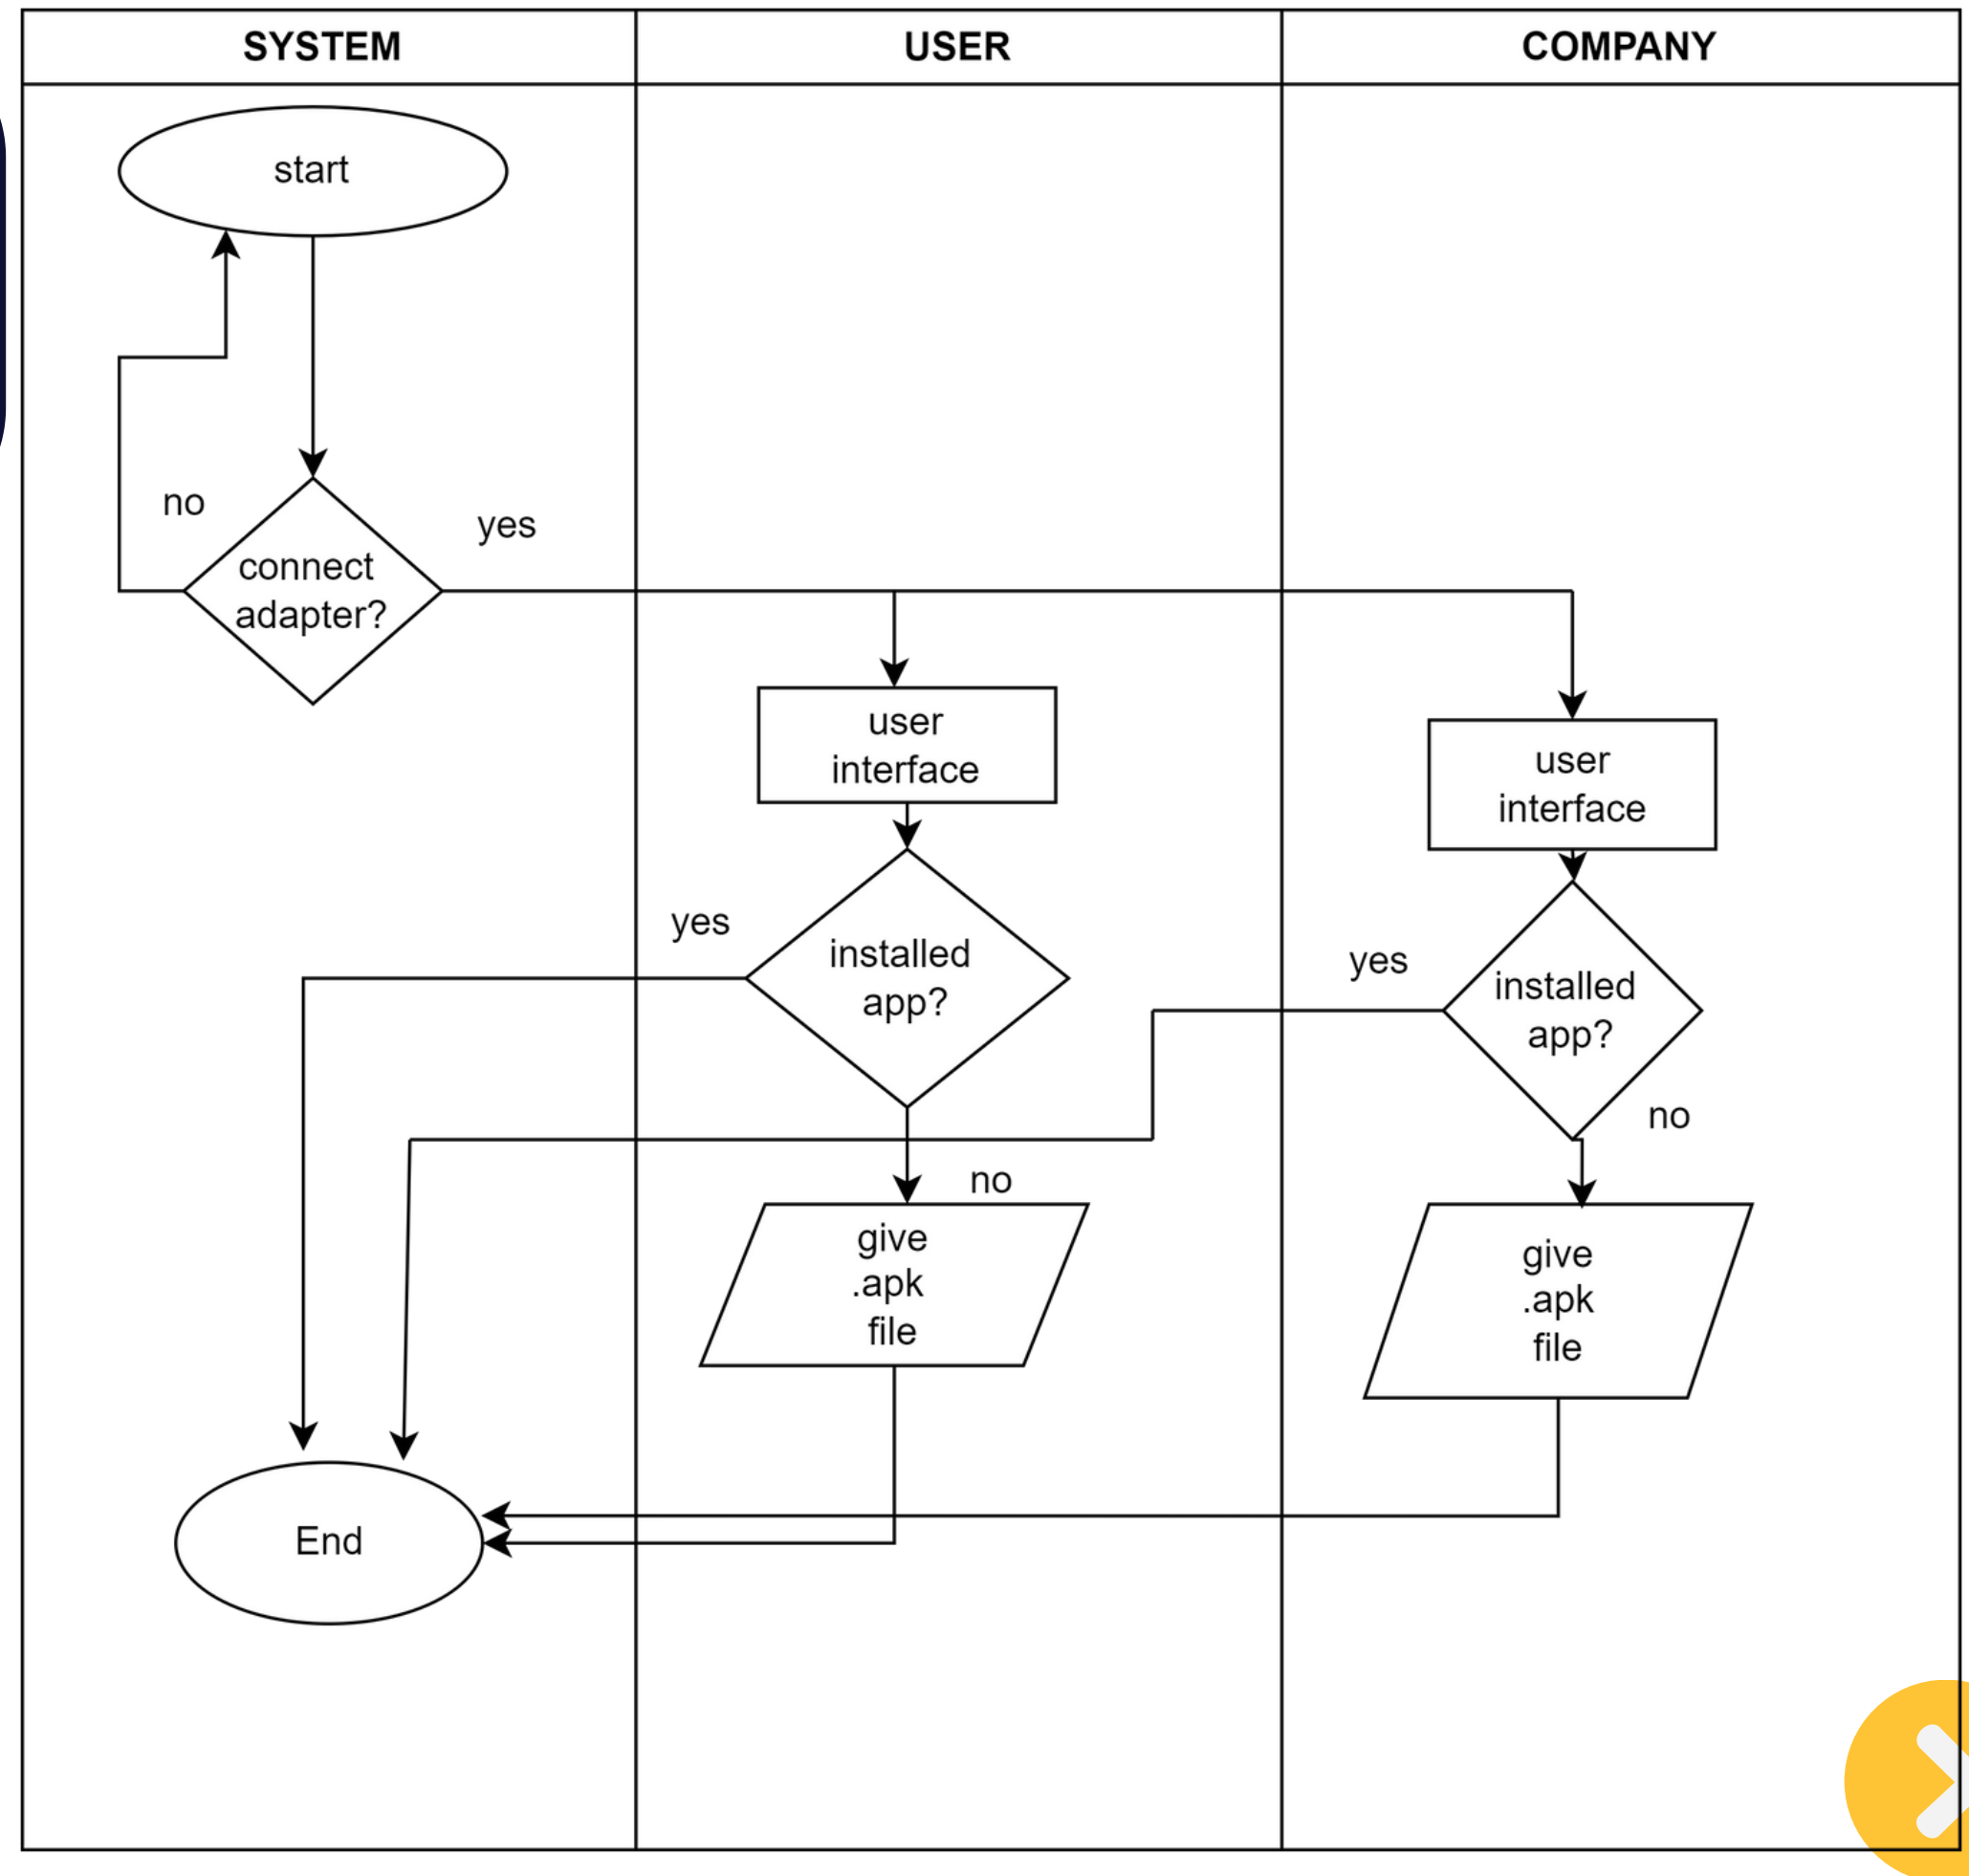 SYSTEM
USER
COMPANY
start
no
yes
connect
adapter?
user
interface
user
interface
yes
installed
app?
yes
installed
app?
no
no
give
.apk
file
give
.apk
file
End